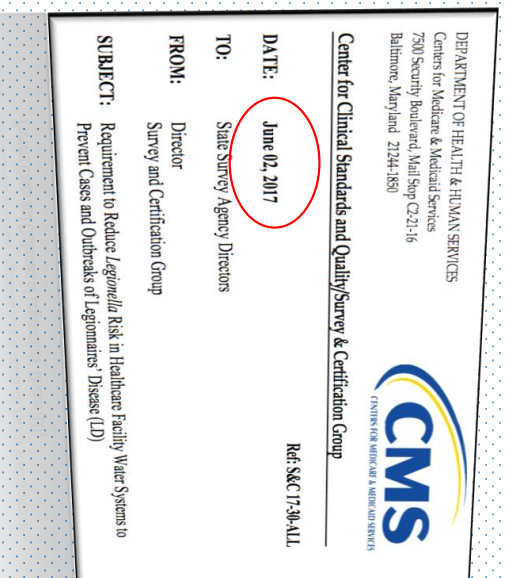 DEPARTMENT OF HEALTH & HUMAN SERVICES
Centers for Medicare & Medicaid Services
7500 Security Boulevard, Mail Stop C2-21-16
Baltimore, Maryland 21244-1850
CMS
CENTERS FOR MEDICARE & MEDICAID SERVICES
Center for Clinical Standards and Quality/Survey & Certification Group
Ref: S&C 17-30-ALL
DATE: June 02, 2017
TO: State Survey Agency Directors
FROM: Director
Survey and Certification Group
SUBJECT: Requirement to Reduce Legionella Risk in Healthcare Facility Water Systems to
Prevent Cases and Outbreaks of Legionnaires' Disease (LD)